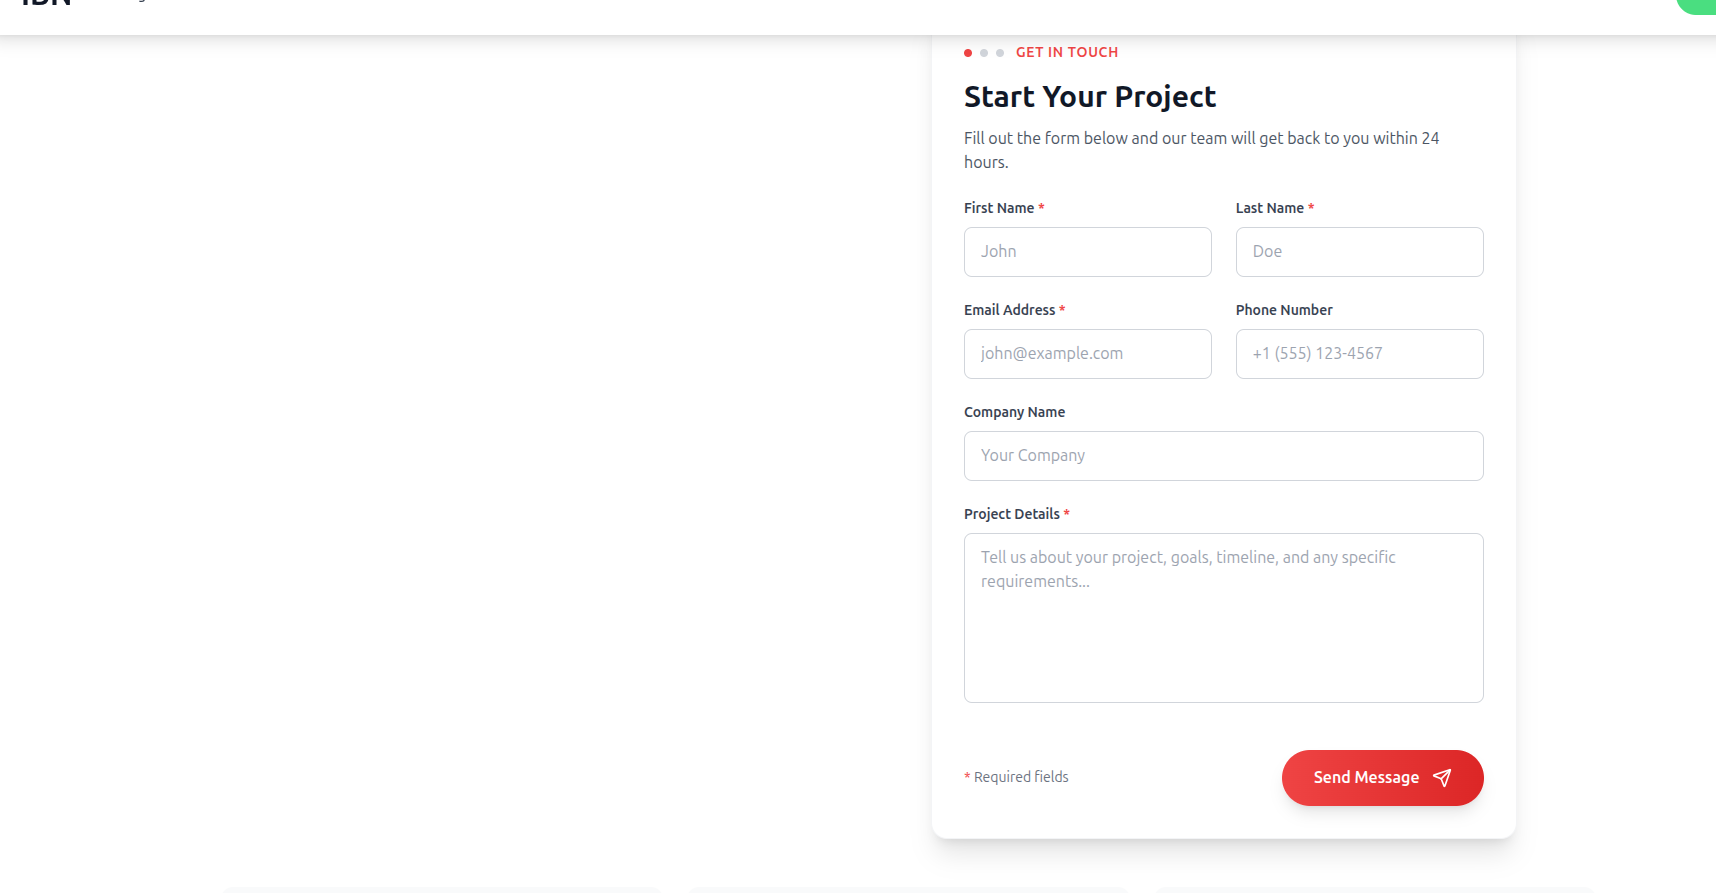 GET IN TOUCH
Start Your Project
Fill out the form below and our team will get back to you within 24
hours.
First Name *
Last Name *
John
Doe
Email Address *
Phone Number
john@example.com
+1 (555) 123-4567
Company Name
Your Company
Project Details *
Tell us about your project, goals, timeline, and any specific
requirements...
* Required fields
Send Message